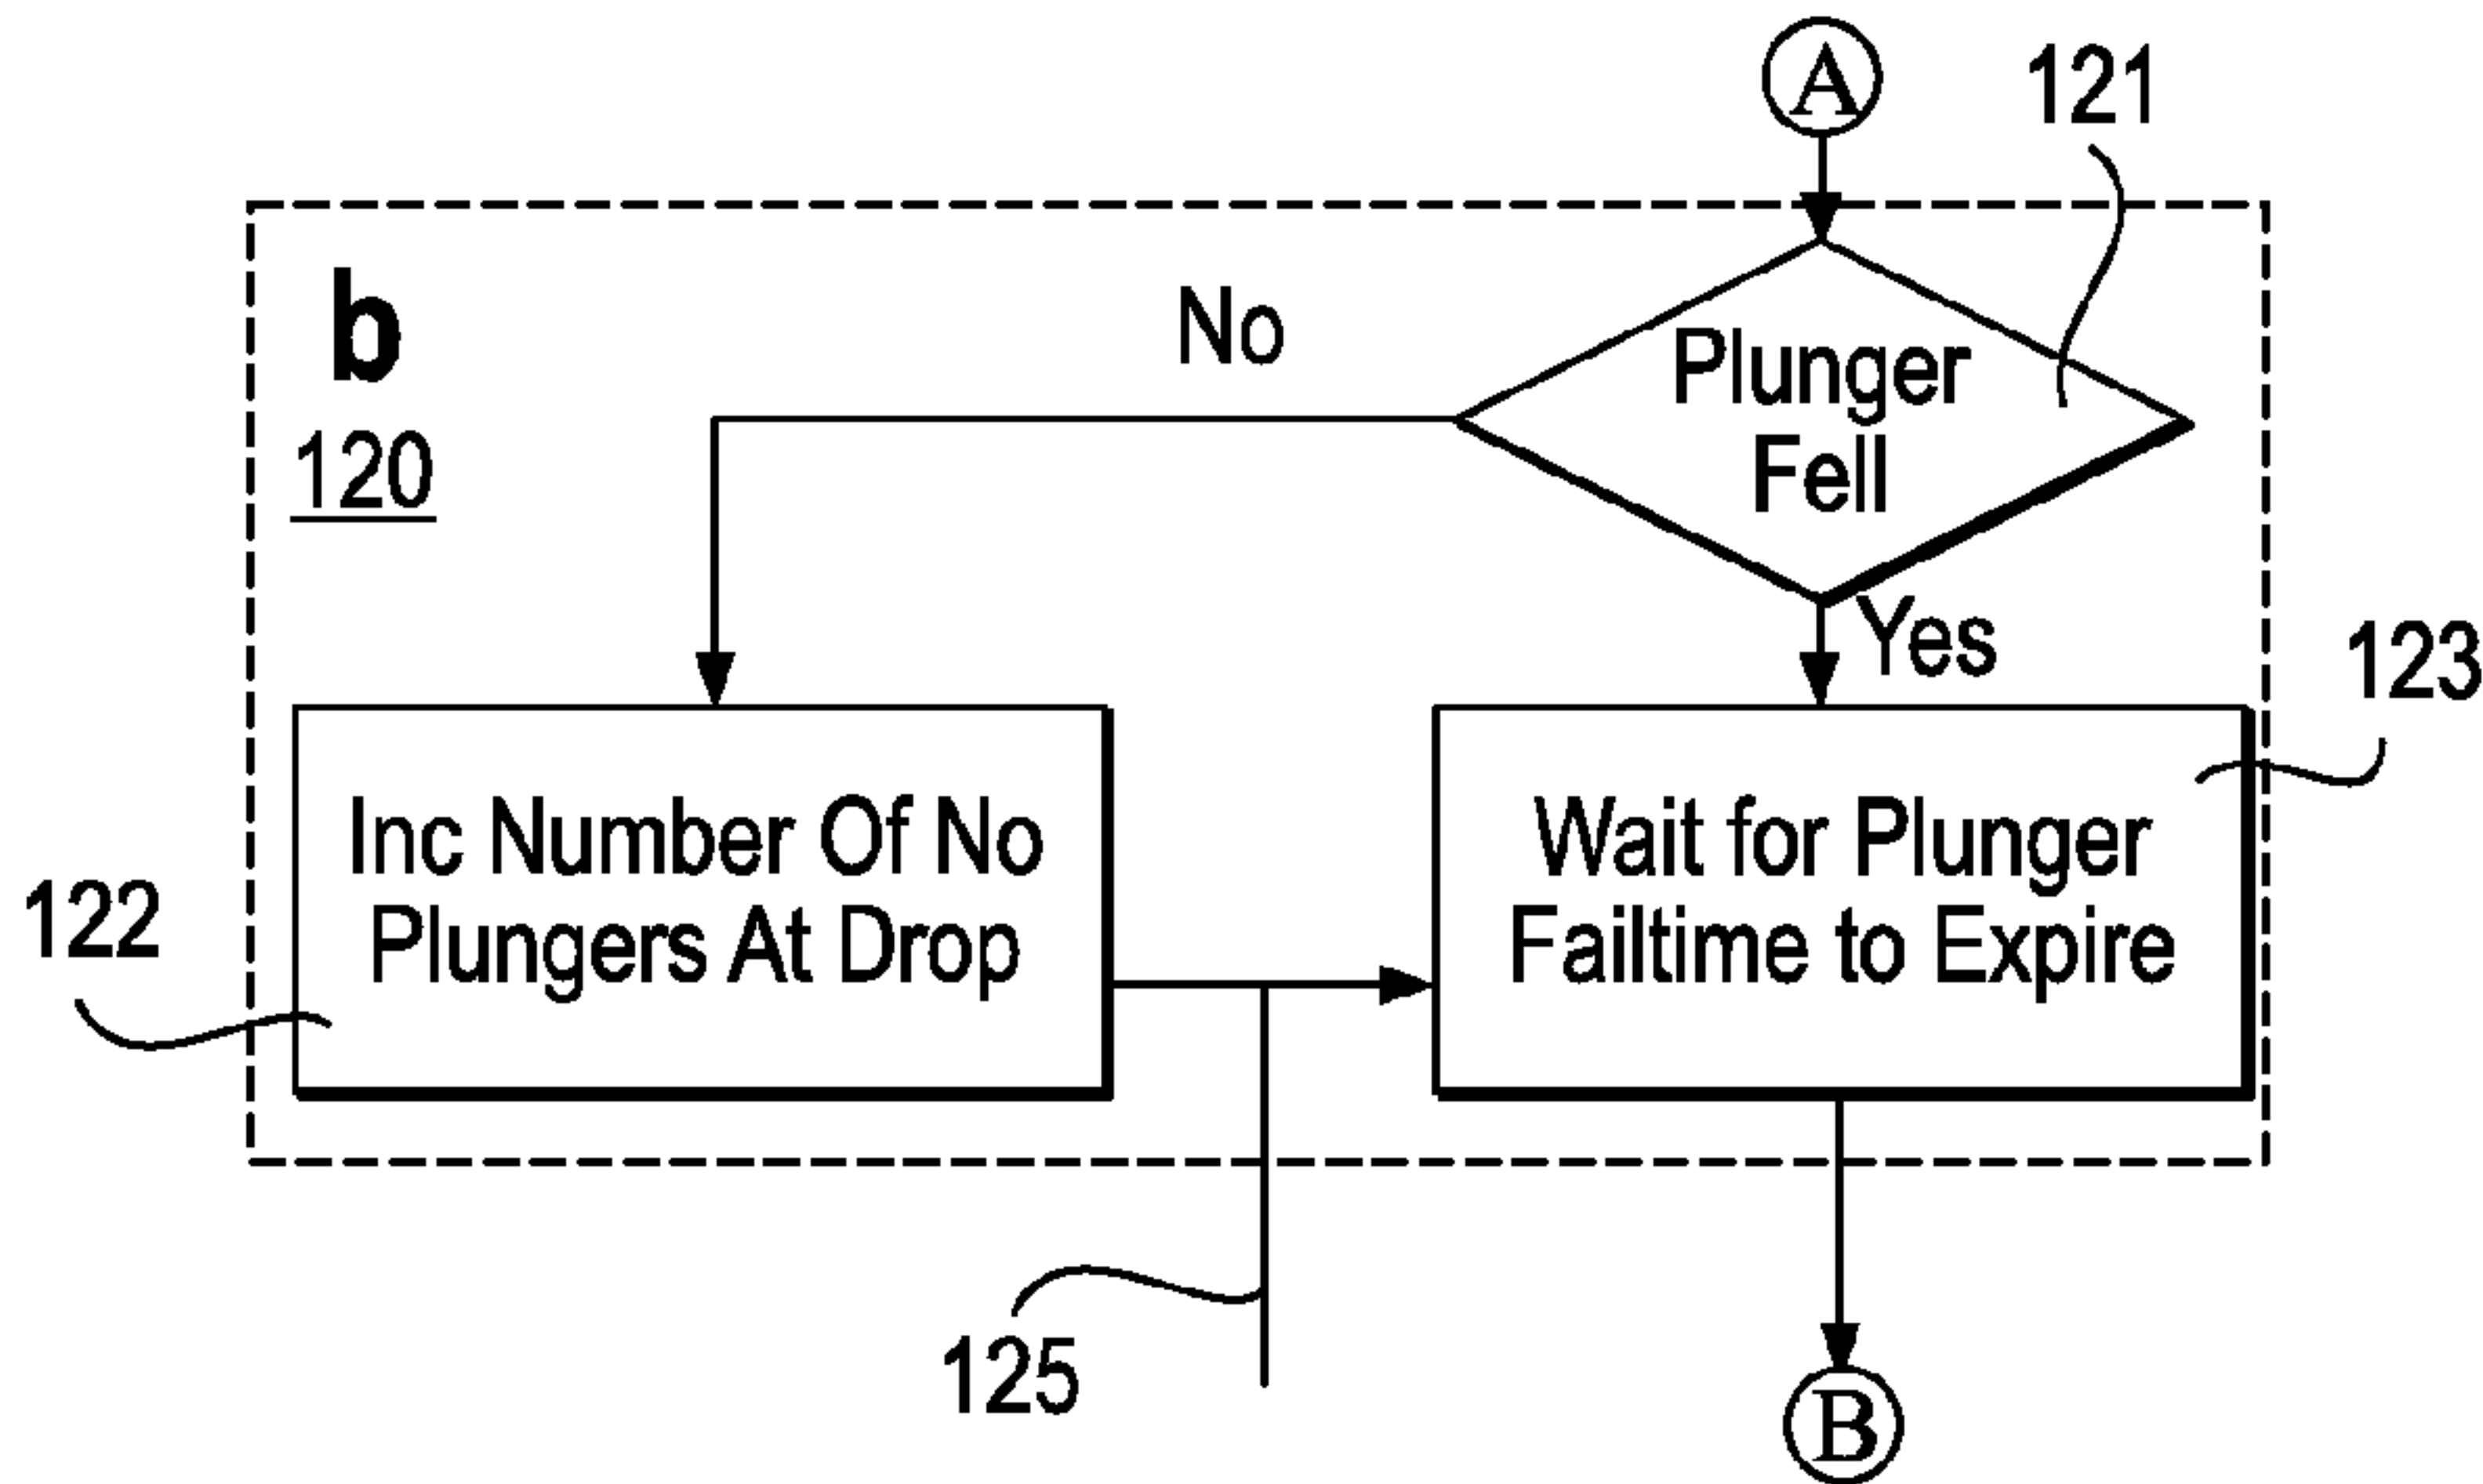 A
121
b
120
No
Plunger
Fell
Yes
123
Inc Number Of No
Plungers At Drop
122
Wait for Plunger
Failtime to Expire
125
B